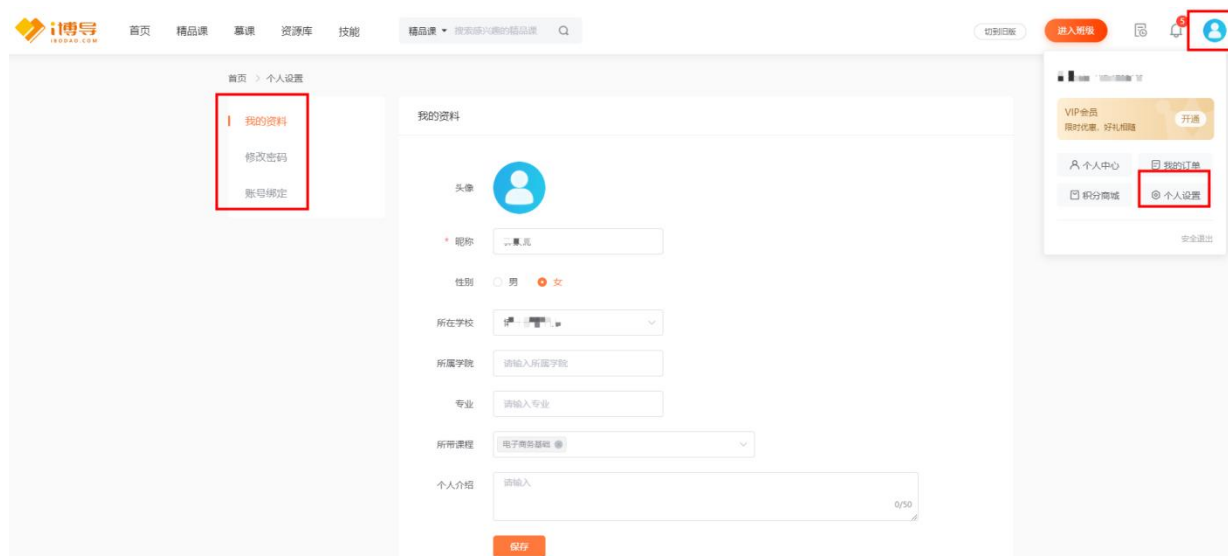 i博导
IBODAO.COM
首页 精品课 慕课 资源库 技能
精品课 搜索感兴趣的精品课
切到旧版 进入班级 5
首页 > 个人设置
我的资料
修改密码
账号绑定
我的资料
头像
* 昵称
性别 男 女
所在学校
所属学院 请输入所属学院
专业 请输入专业
所带课程 电子商务基础
个人介绍 请输入
0/50
保存
VIP会员
限时优惠，好礼相随
开通
个人中心 我的订单
积分商城 个人设置
安全退出